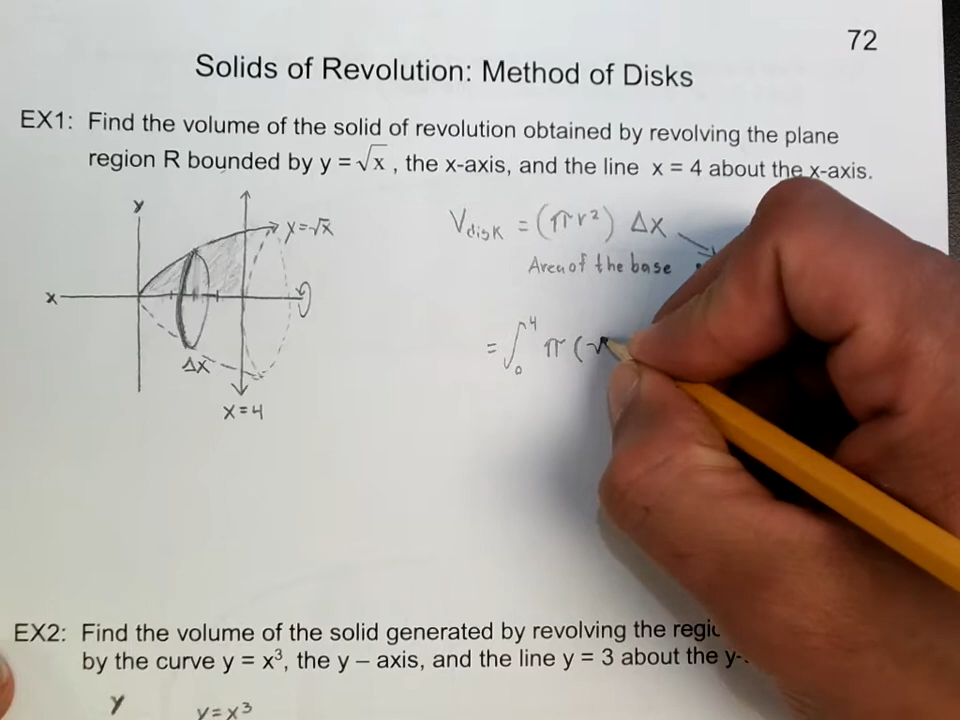 72
Solids of Revolution: Method of Disks
EX1: Find the volume of the solid of revolution obtained by revolving the plane
region R bounded by y = √x , the x-axis, and the line x = 4 about the x-axis.
y
y=√x
x
Δx
x=4
V disk = (πr²) Δx
Area of the base
= ∫₀⁴ π (√
EX2: Find the volume of the solid generated by revolving the
by the curve y = x³, the y – axis, and the line y = 3 about the y-
y
y=x³